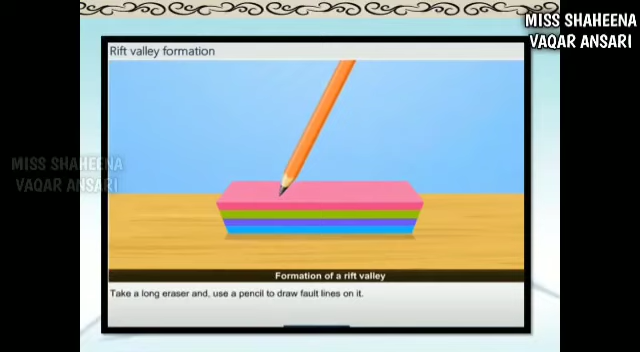 MISS SHAHEENA
VAQAR ANSARI
Rift valley formation
MISS SHAHEENA
VAQAR ANSARI
Formation of a rift valley
Take a long eraser and, use a pencil to draw fault lines on it.